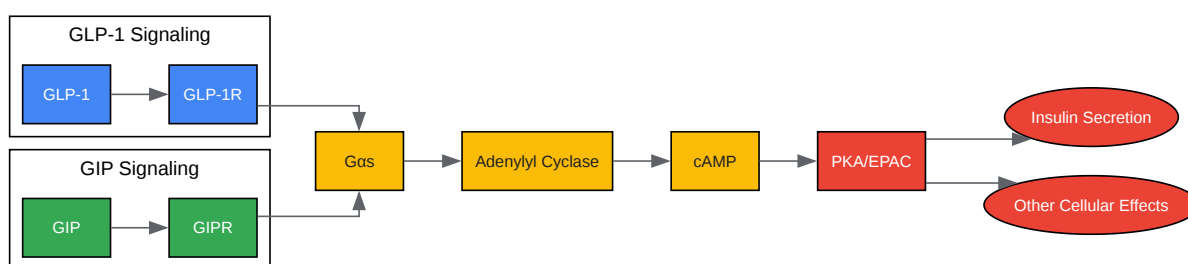 GLP-1 Signaling
GLP-1
GLP-1R
GIP Signaling
GIP
GIPR
Gαs
Adenylyl Cyclase
cAMP
PKA/EPAC
Insulin Secretion
Other Cellular Effects